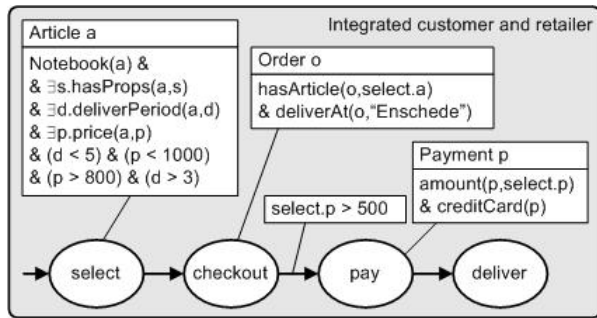 Integrated customer and retailer
Article a
Notebook(a) &
& ∃s.hasProps(a,s)
& ∃d.deliverPeriod(a,d)
& ∃p.price(a,p)
& (d < 5) & (p < 1000)
& (p > 800) & (d > 3)
Order o
hasArticle(o,select.a)
& deliverAt(o,“Enschede”)
Payment p
amount(p,select.p)
& creditCard(p)
select.p > 500
select
checkout
pay
deliver